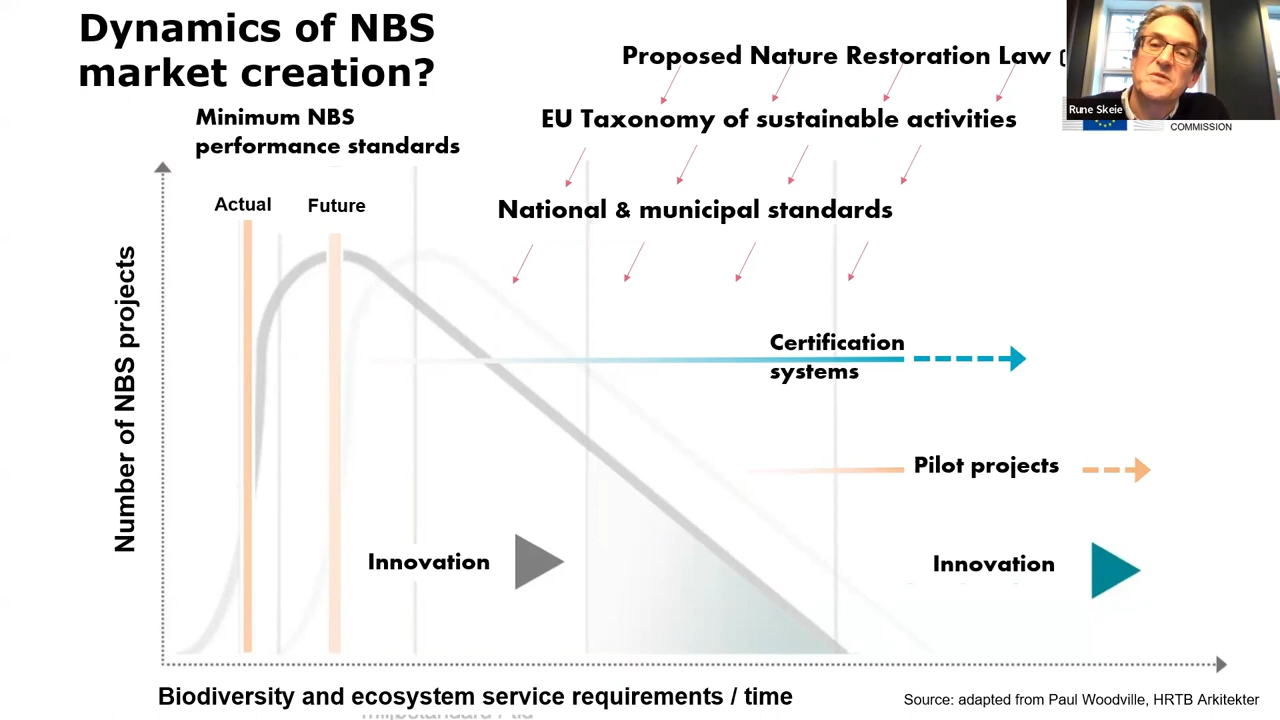 Dynamics of NBS
market creation?
Proposed Nature Restoration Law (
Rune Skeie
COMMISSION
Minimum NBS
performance standards
EU Taxonomy of sustainable activities
Actual
Future
National & municipal standards
Number of NBS projects
Certification
systems
Pilot projects
Innovation
Innovation
Biodiversity and ecosystem service requirements / time
Source: adapted from Paul Woodville, HRTB Arkitekter